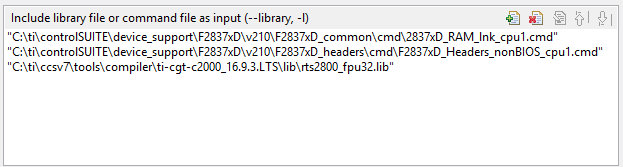 Include library file or command file as input (--library, -l)
"C:\ti\controlSUITE\device_support\F2837xD\v210\F2837xD_common\cmd\2837xD_RAM_lnk_cpu1.cmd"
"C:\ti\controlSUITE\device_support\F2837xD\v210\F2837xD_headers\cmd\F2837xD_Headers_nonBIOS_cpu1.cmd"
"C:\ti\ccsv7\tools\compiler\ti-cgt-c2000_16.9.3.LTS\lib\rts2800_fpu32.lib"